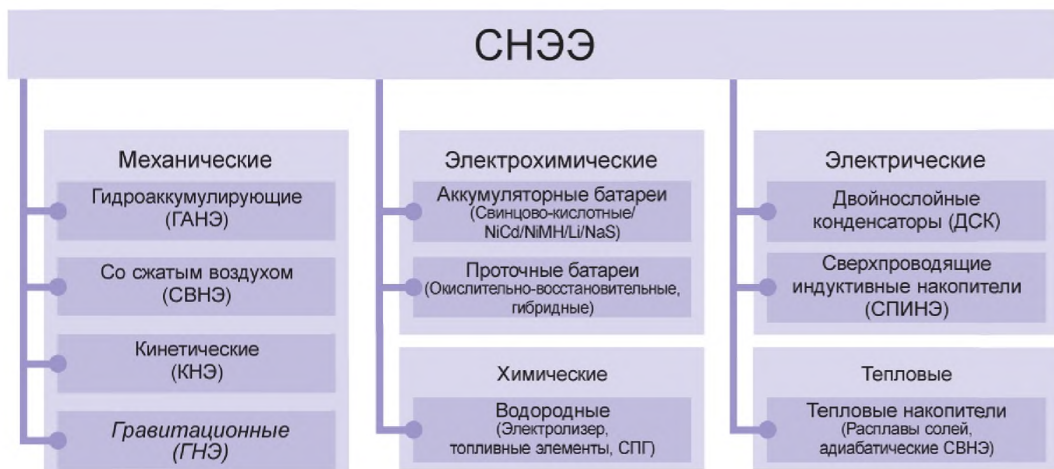 СНЭЭ
Механические
Гидроаккумулирующие
(ГАНЭ)
Со сжатым воздухом
(СВНЭ)
Кинетические
(КНЭ)
Гравитационные
(ГНЭ)
Электрохимические
Аккумуляторные батареи
(Свинцово-кислотные/
NiCd/NiMH/Li/NaS)
Проточные батареи
(Окислительно-восстановительные,
гибридные)
Химические
Водородные
(Электролизер,
топливные элементы, СПГ)
Электрические
Двойнослойные
конденсаторы (ДСК)
Сверхпроводящие
индуктивные накопители
(СПИНЭ)
Тепловые
Тепловые накопители
(Расплавы солей,
адиабатические СВНЭ)